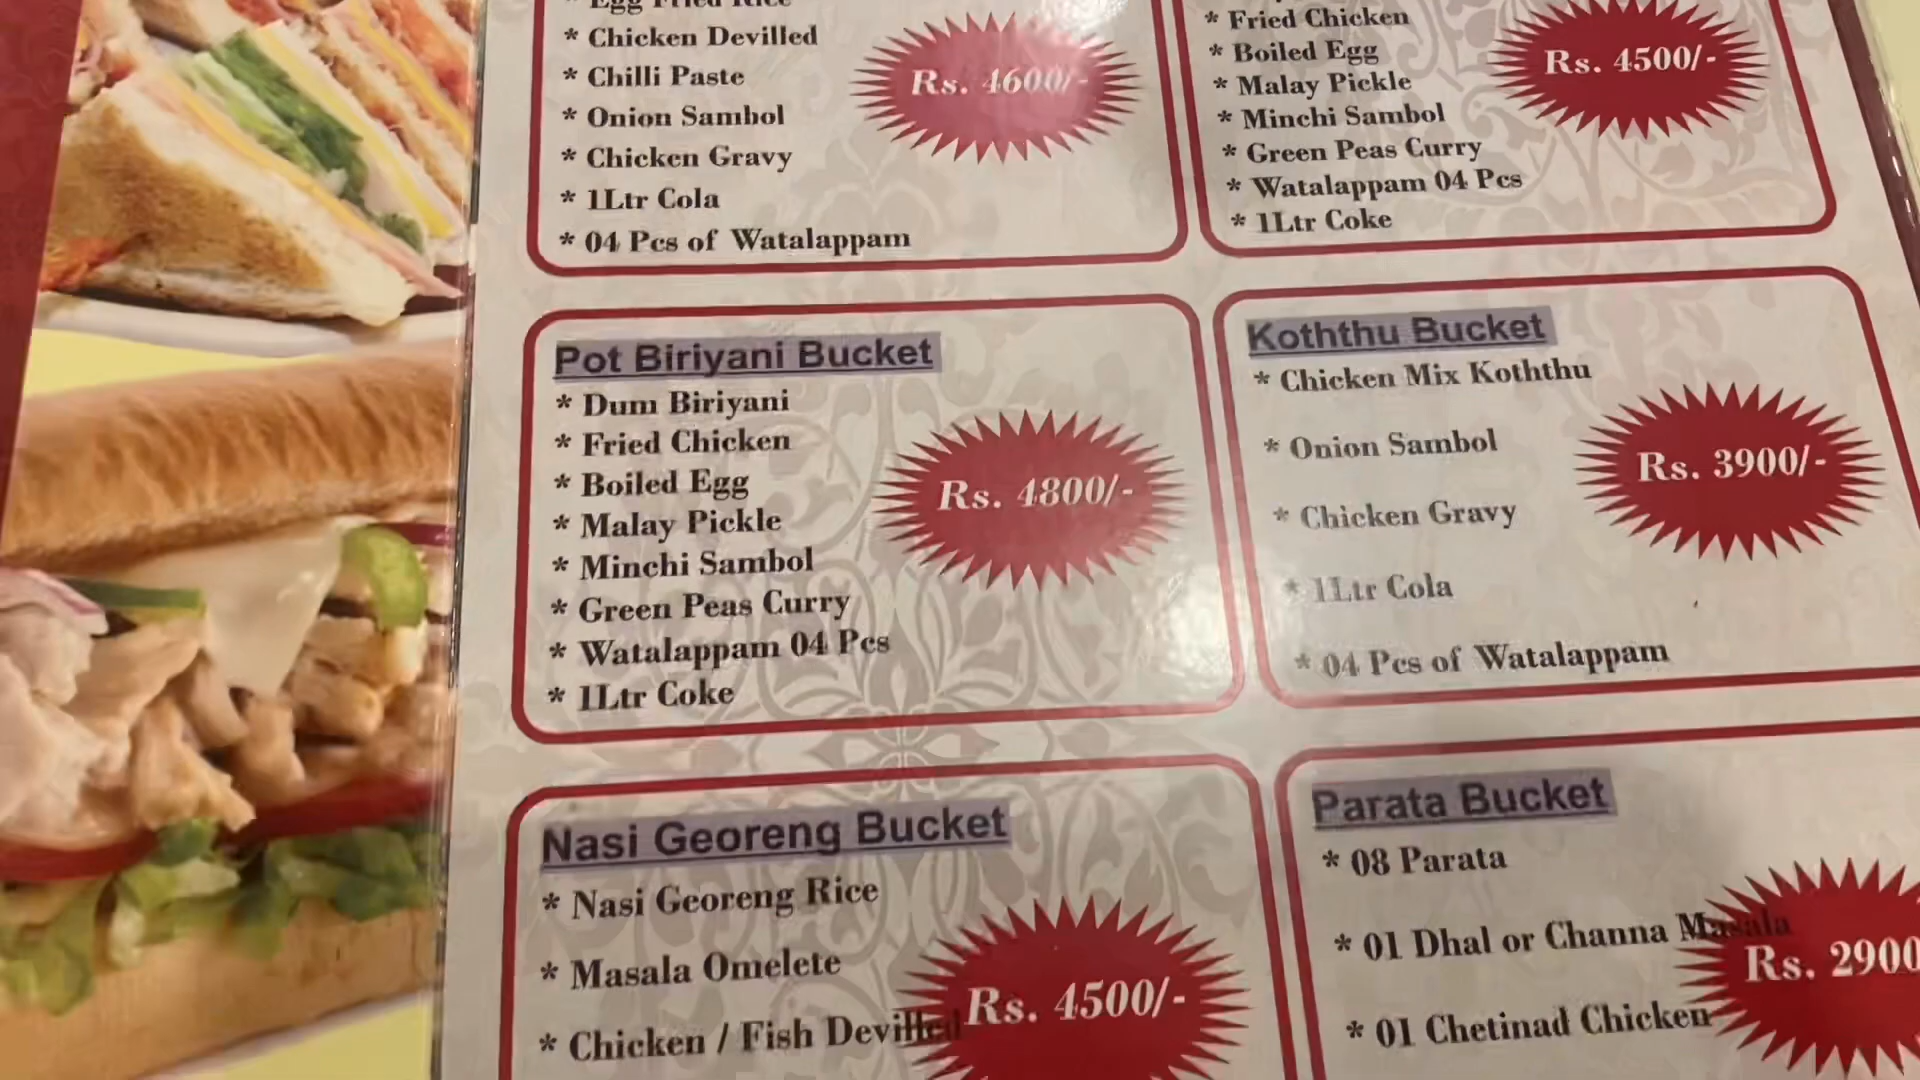 * Egg Fried Rice
* Chicken Devilled
* Chilli Paste
* Onion Sambol
* Chicken Gravy
* 1Ltr Cola
* 04 Pcs of Watalappam
Rs. 4600/-
* Fried Chicken
* Boiled Egg
* Malay Pickle
* Minchi Sambol
* Green Peas Curry
* Watalappam 04 Pcs
* 1Ltr Coke
Rs. 4500/-
Pot Biriyani Bucket
* Dum Biriyani
* Fried Chicken
* Boiled Egg
* Malay Pickle
* Minchi Sambol
* Green Peas Curry
* Watalappam 04 Pcs
* 1Ltr Coke
Rs. 4800/-
Koththu Bucket
* Chicken Mix Koththu
* Onion Sambol
* Chicken Gravy
* 1Ltr Cola
* 04 Pcs of Watalappam
Rs. 3900/-
Nasi Georeng Bucket
* Nasi Georeng Rice
* Masala Omelete
* Chicken / Fish Devilled
Rs. 4500/-
Parata Bucket
* 08 Parata
* 01 Dhal or Channa Masala
* 01 Chetinad Chicken
Rs. 2900